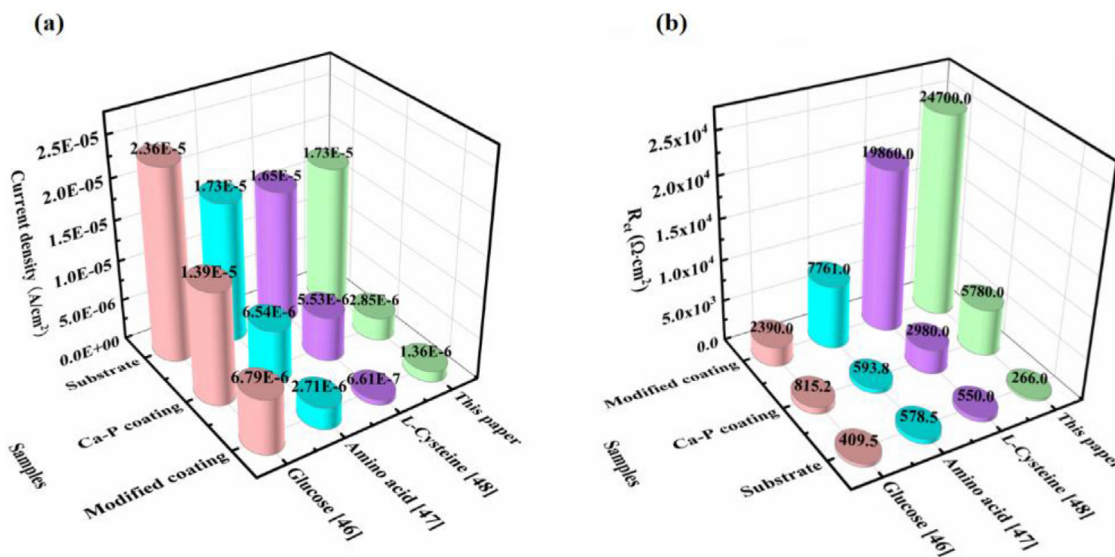 (a)
Current density (A/cm²)
2.5E-05
2.0E-05
1.5E-05
1.0E-05
5.0E-06
0.0E+00
2.36E-5
1.73E-5
1.65E-5
1.73E-5
1.39E-5
6.54E-6
5.53E-6
2.85E-6
6.79E-6
2.71E-6
6.61E-7
1.36E-6
Substrate
Ca-P coating
Modified coating
Samples
Glucose [46]
Amino acid [47]
L-Cysteine [48]
This paper
(b)
R_ct (Ω·cm²)
2.5x10⁴
2.0x10⁴
1.5x10⁴
1.0x10⁴
5.0x10³
0.0
2390.0
7761.0
19860.0
24700.0
815.2
593.8
2980.0
5780.0
409.5
578.5
550.0
266.0
Modified coating
Ca-P coating
Substrate
Samples
Glucose [46]
Amino acid [47]
L-Cysteine [48]
This paper